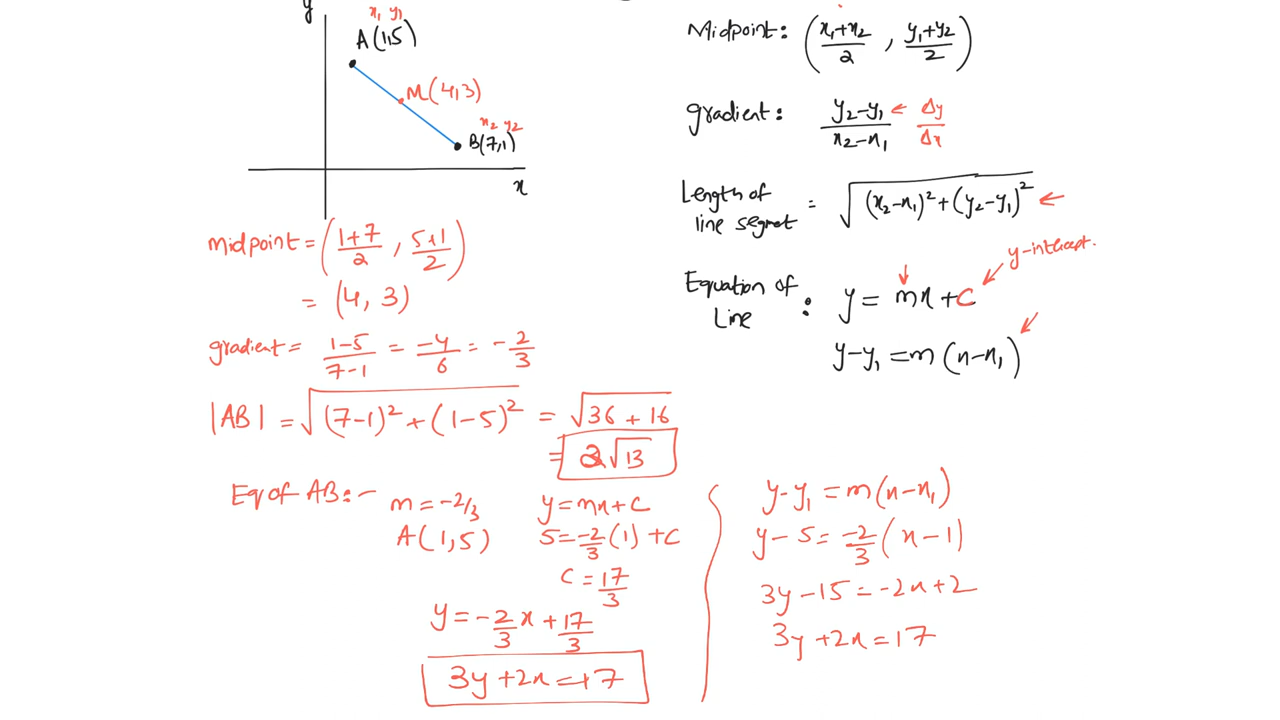 y
x₁ y₁
A(1,5)
M(4,3)
x₂ y₂
B(7,1)
x
midpoint = ((1+7)/2 , (5+1)/2)
= (4, 3)
gradient = (1-5)/(7-1) = -4/6 = -2/3
|AB| = √((7-1)² + (1-5)²) = √(36 + 16)
= 2√13
Eq of AB:-
m = -2/3
A(1,5)
y = mx + C
5 = -2/3 (1) + C
C = 17/3
y = -2/3 x + 17/3
3y + 2x = 17
Midpoint: ((x₁+x₂)/2 , (y₁+y₂)/2)
gradient: (y₂-y₁)/(x₂-x₁) ← Δy/Δx
Length of
line segmet = √((x₂-x₁)² + (y₂-y₁)²) ←
y-intercept.
Equation of
Line : y = mx + C
y-y₁ = m(x-x₁)
y-y₁ = m(x-x₁)
y - 5 = -2/3 (x - 1)
3y - 15 = -2x + 2
3y + 2x = 17